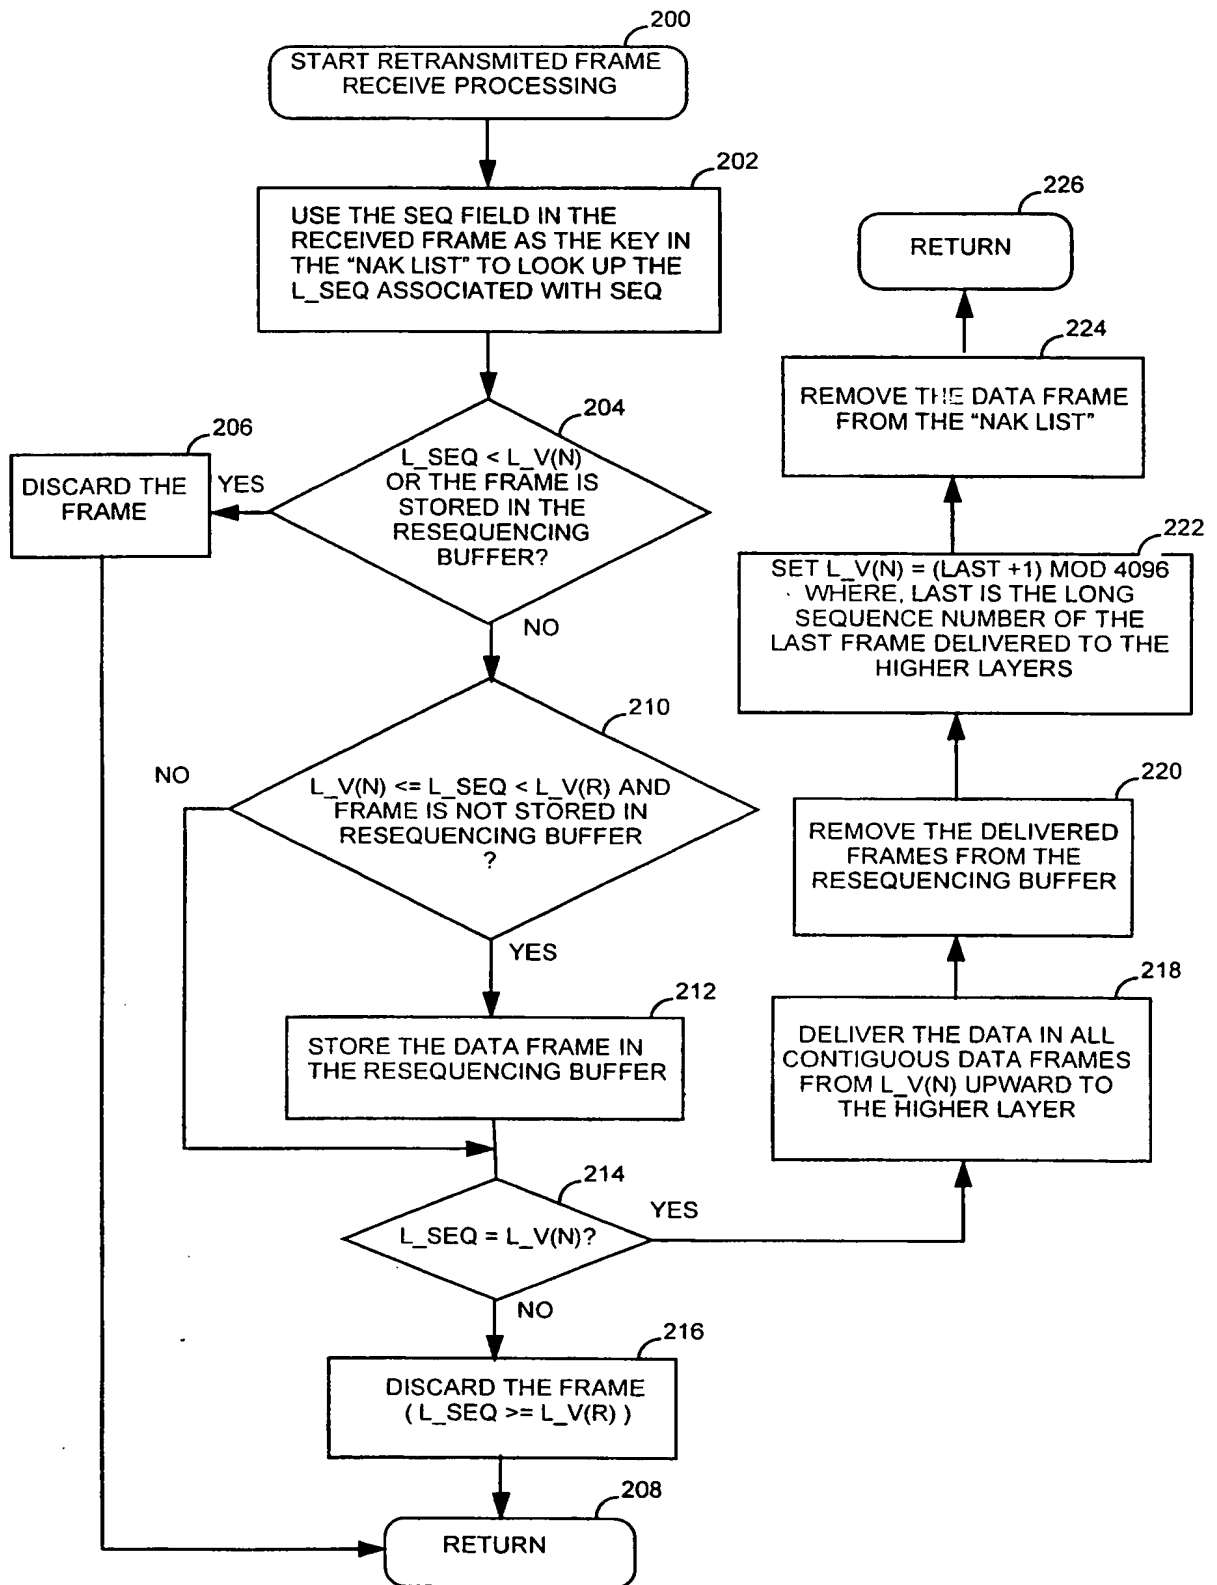 200
START RETRANSMITED FRAME
RECEIVE PROCESSING
202
USE THE SEQ FIELD IN THE
RECEIVED FRAME AS THE KEY IN
THE "NAK LIST" TO LOOK UP THE
L_SEQ ASSOCIATED WITH SEQ
204
L_SEQ < L_V(N)
OR THE FRAME IS
STORED IN THE
RESEQUENCING
BUFFER?
YES
206
DISCARD THE
FRAME
NO
210
L_V(N) <= L_SEQ < L_V(R) AND
FRAME IS NOT STORED IN
RESEQUENCING BUFFER
?
NO
YES
212
STORE THE DATA FRAME IN
THE RESEQUENCING BUFFER
214
L_SEQ = L_V(N)?
YES
NO
216
DISCARD THE FRAME
( L_SEQ >= L_V(R) )
208
RETURN
218
DELIVER THE DATA IN ALL
CONTIGUOUS DATA FRAMES
FROM L_V(N) UPWARD TO
THE HIGHER LAYER
220
REMOVE THE DELIVERED
FRAMES FROM THE
RESEQUENCING BUFFER
222
SET L_V(N) = (LAST +1) MOD 4096
WHERE, LAST IS THE LONG
SEQUENCE NUMBER OF THE
LAST FRAME DELIVERED TO THE
HIGHER LAYERS
224
REMOVE THE DATA FRAME
FROM THE "NAK LIST"
226
RETURN